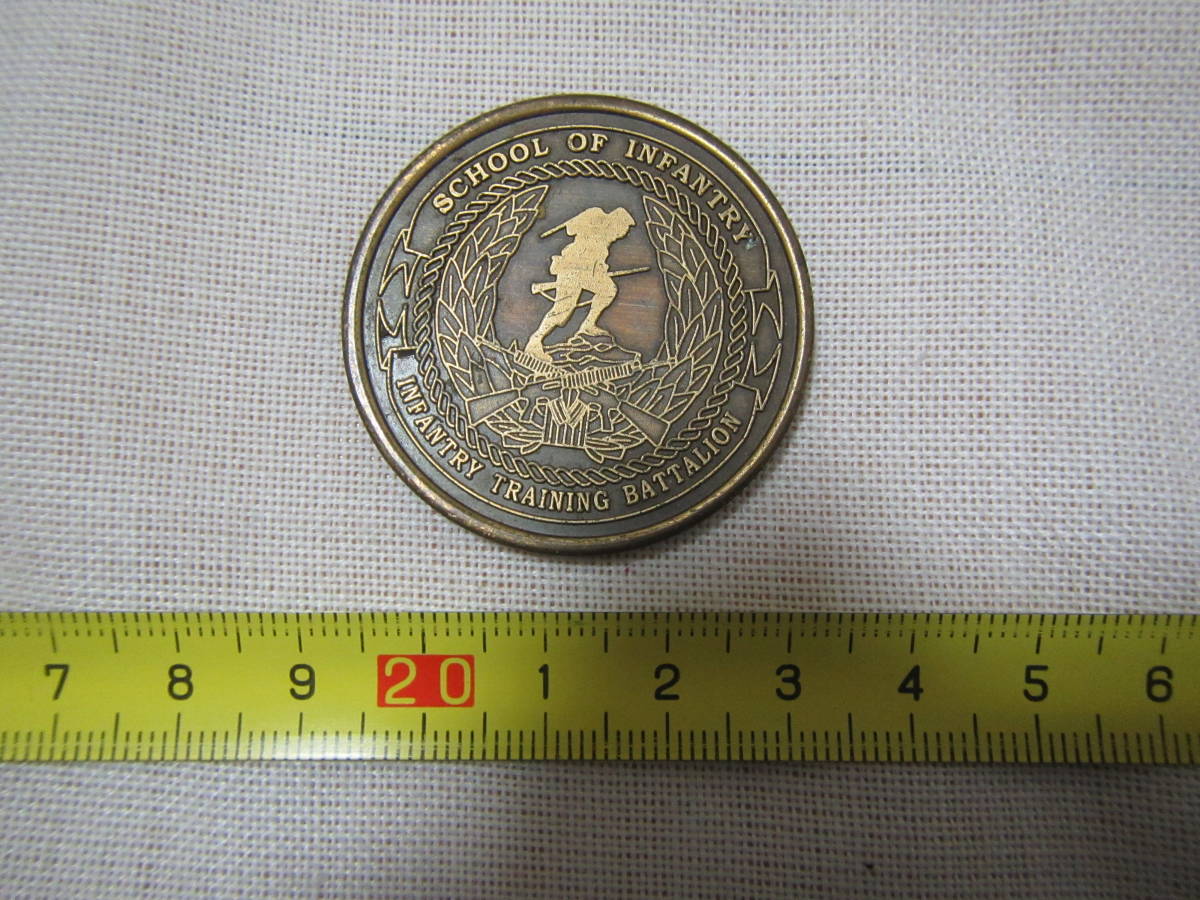 SCHOOL OF INFANTRY
INFANTRY TRAINING BATTALION
7 8 9 20 1 2 3 4 5 6